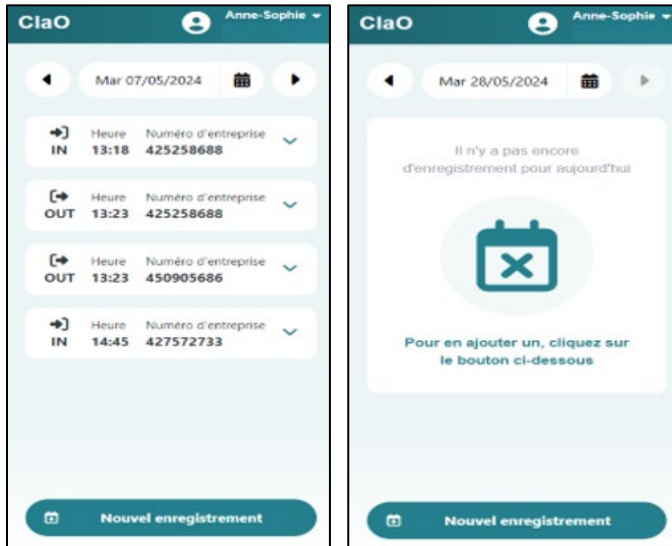 ClaO
Anne-Sophie
Mar 07/05/2024
Heure Numéro d'entreprise
IN 13:18 425258688
Heure Numéro d'entreprise
OUT 13:23 425258688
Heure Numéro d'entreprise
OUT 13:23 450905686
Heure Numéro d'entreprise
IN 14:45 427572733
Nouvel enregistrement
ClaO
Anne-Sophie
Mar 28/05/2024
Il n'y a pas encore
d'enregistrement pour aujourd'hui
Pour en ajouter un, cliquez sur
le bouton ci-dessous
Nouvel enregistrement